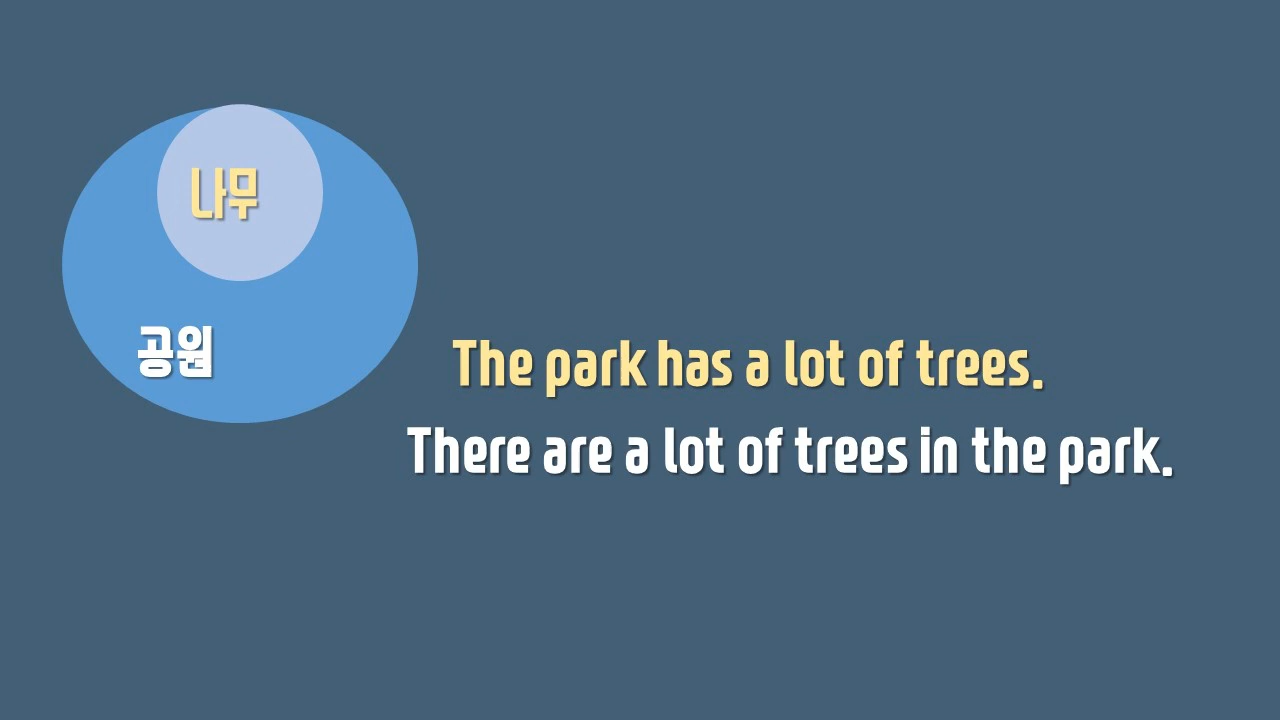 나무
공원
The park has a lot of trees.
There are a lot of trees in the park.